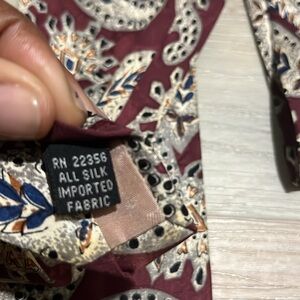 RN 22356
ALL SILK
IMPORTED
FABRIC